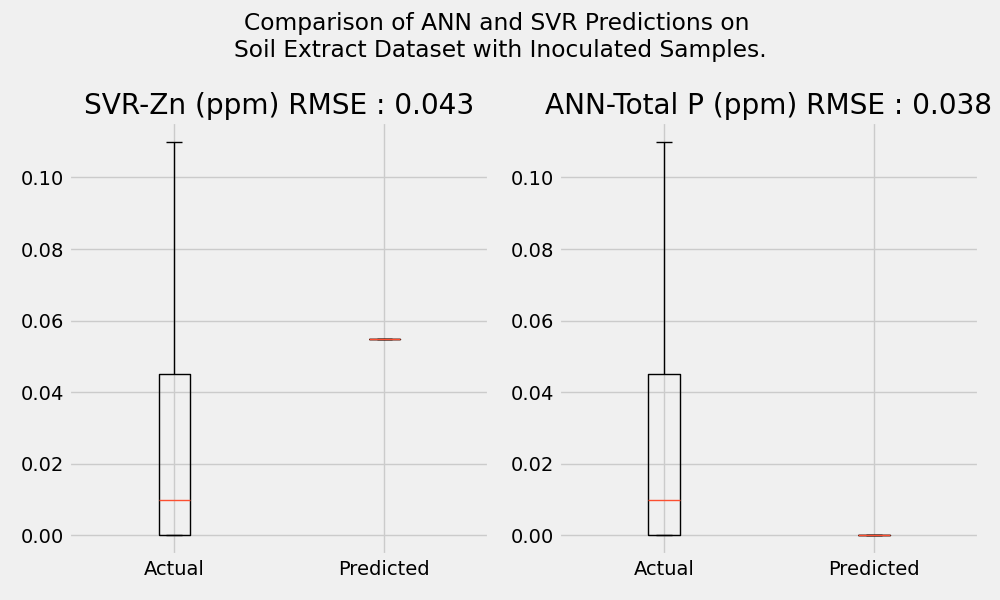 Comparison of ANN and SVR Predictions on
Soil Extract Dataset with Inoculated Samples.
SVR-Zn (ppm) RMSE : 0.043
0.10
0.08
0.06
0.04
0.02
0.00
Actual
Predicted
ANN-Total P (ppm) RMSE : 0.038
0.10
0.08
0.06
0.04
0.02
0.00
Actual
Predicted